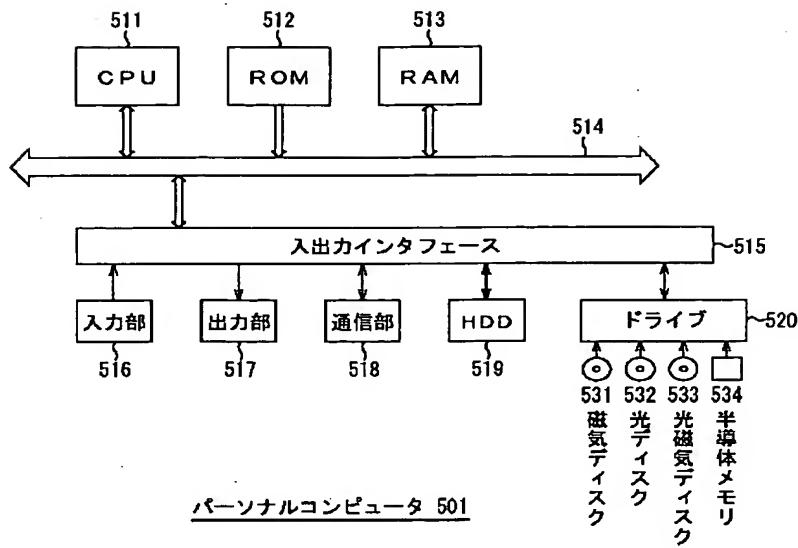 511
512
513
CPU
ROM
RAM
514
入出力インタフェース
515
入力部
出力部
通信部
HDD
ドライブ
520
516
517
518
519
531
532
533
534
磁気ディスク
光ディスク
光磁気ディスク
半導体メモリ
パーソナルコンピュータ 501